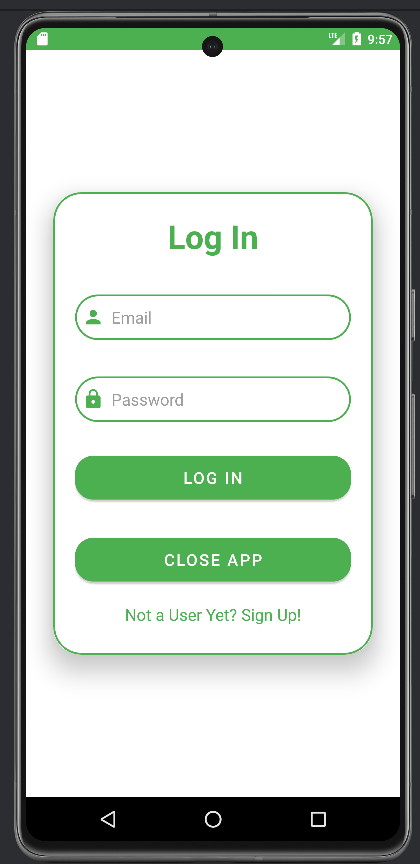 LTE 9:57
Log In
Email
Password
LOG IN
CLOSE APP
Not a User Yet? Sign Up!